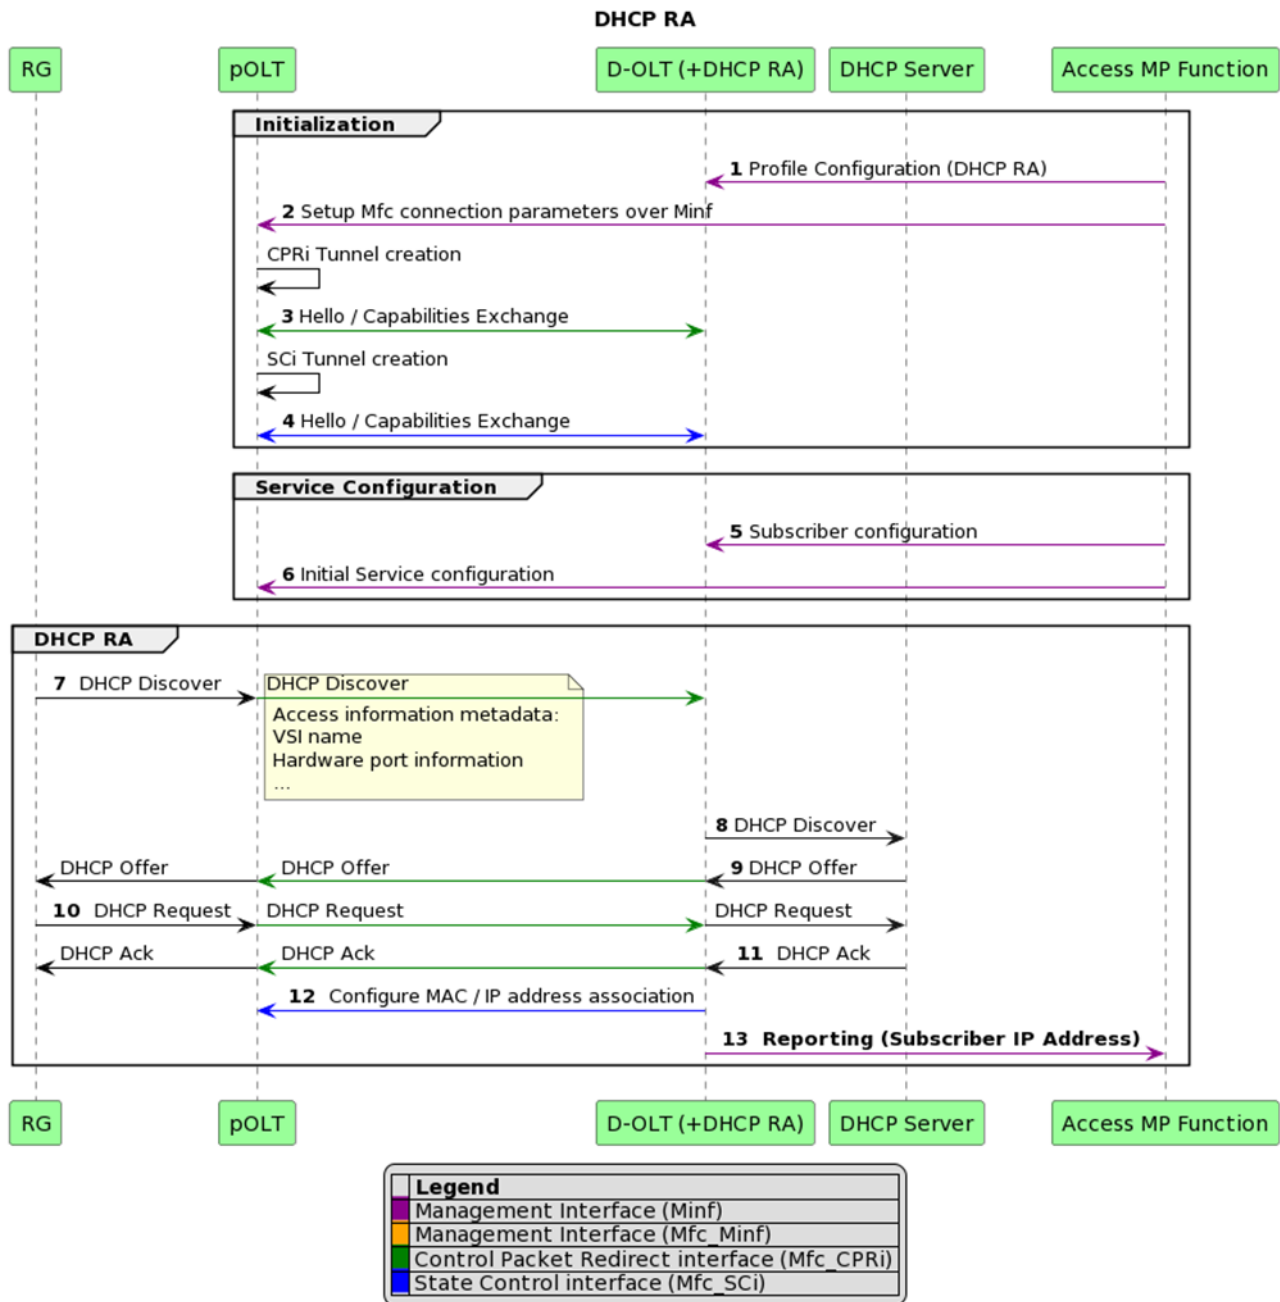 DHCP RA
RG pOLT D-OLT (+DHCP RA) DHCP Server Access MP Function
Initialization
1 Profile Configuration (DHCP RA)
2 Setup Mfc connection parameters over Minf
CPRi Tunnel creation
3 Hello / Capabilities Exchange
SCi Tunnel creation
4 Hello / Capabilities Exchange
Service Configuration
5 Subscriber configuration
6 Initial Service configuration
DHCP RA
7 DHCP Discover DHCP Discover
Access information metadata:
VSI name
Hardware port information
...
8 DHCP Discover
DHCP Offer DHCP Offer 9 DHCP Offer
10 DHCP Request DHCP Request DHCP Request
DHCP Ack DHCP Ack 11 DHCP Ack
12 Configure MAC / IP address association
13 Reporting (Subscriber IP Address)
RG pOLT D-OLT (+DHCP RA) DHCP Server Access MP Function
Legend
Management Interface (Minf)
Management Interface (Mfc_Minf)
Control Packet Redirect interface (Mfc_CPRi)
State Control interface (Mfc_SCi)